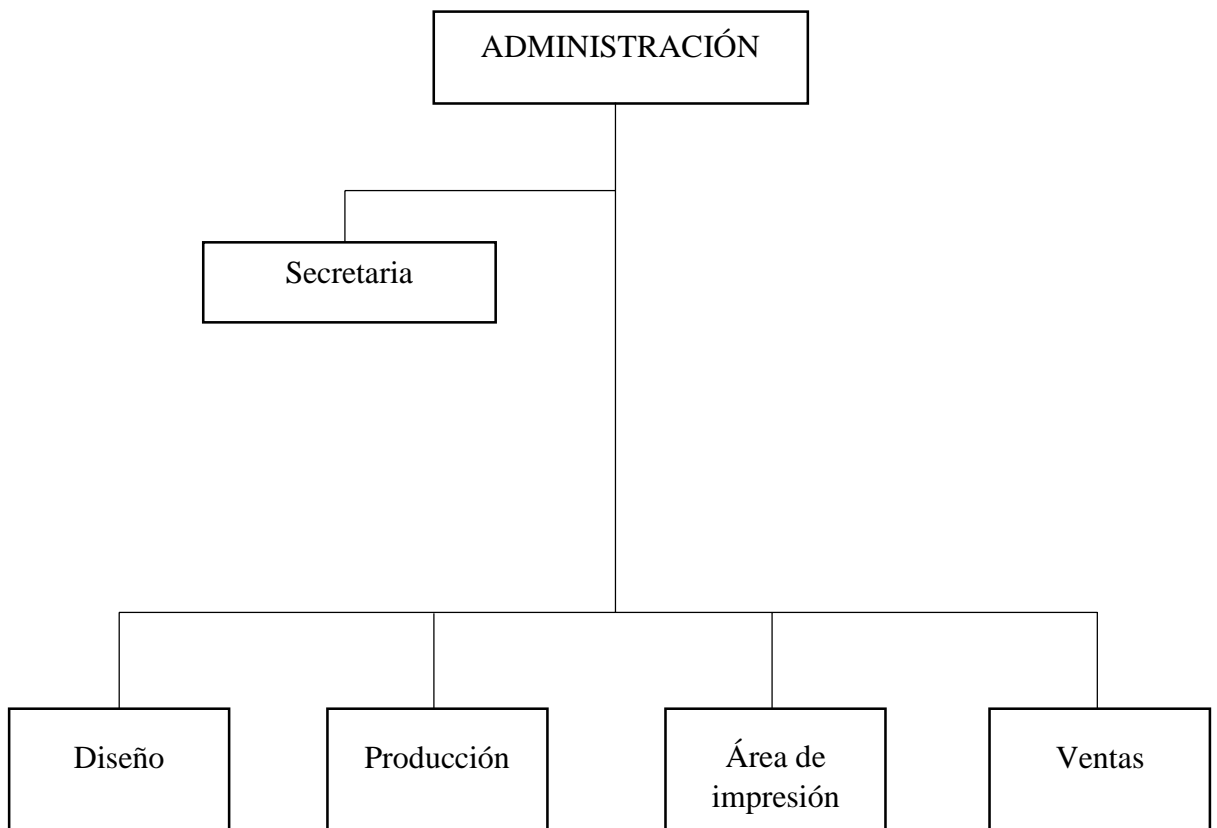 ADMINISTRACIÓN
Secretaria
Diseño
Producción
Área de
impresión
Ventas